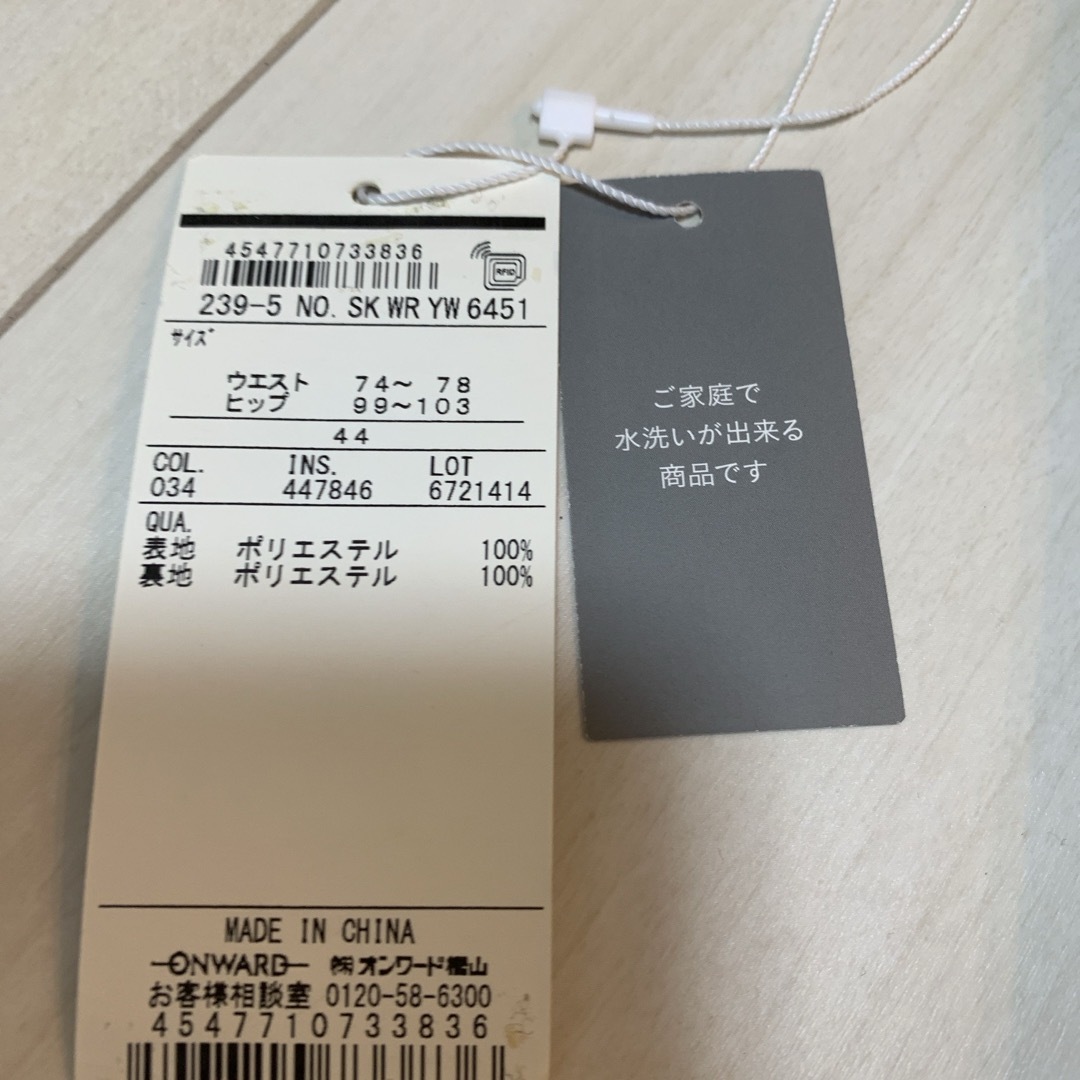 4547710733836
RFID
239-5 NO. SK WR YW 6451
サイズ
ウエスト 74～ 78
ヒップ 99～103
44
COL. INS. LOT
034 447846 6721414
QUA.
表地 ポリエステル 100%
裏地 ポリエステル 100%
MADE IN CHINA
ONWARD ㈱オンワード樫山
お客様相談室 0120-58-6300
4547710733836
ご家庭で
水洗いが出来る
商品です